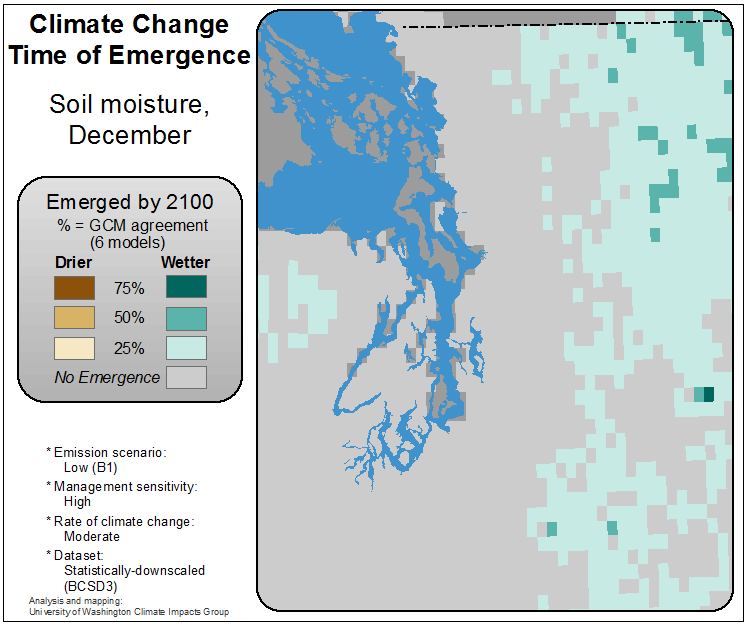 Climate Change
Time of Emergence
Soil moisture,
December
Emerged by 2100
% = GCM agreement
(6 models)
Drier Wetter
75%
50%
25%
No Emergence
* Emission scenario:
Low (B1)
* Management sensitivity:
High
* Rate of climate change:
Moderate
* Dataset:
Statistically-downscaled
(BCSD3)
Analysis and mapping:
University of Washington Climate Impacts Group